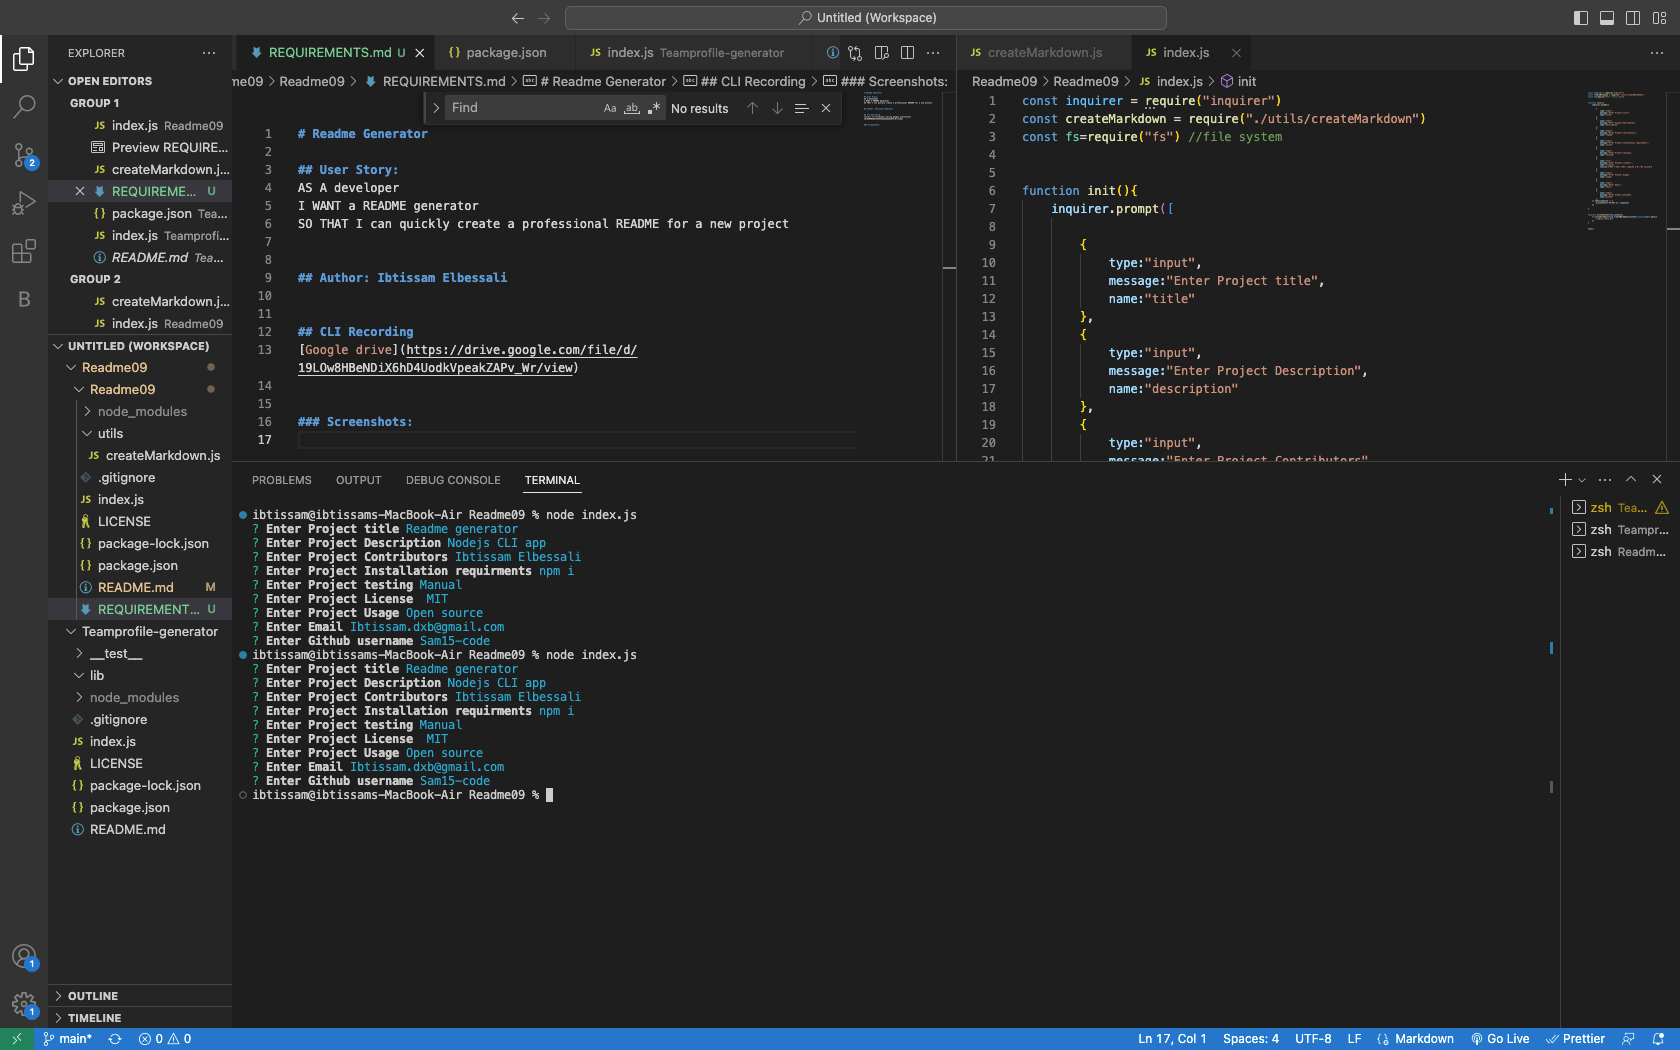 Untitled (Workspace)
EXPLORER
OPEN EDITORS
GROUP 1
JS index.js Readme09
Preview REQUIRE...
JS createMarkdown.j...
REQUIREME... U
{} package.json Tea...
JS index.js Teamprofi...
README.md Tea...
GROUP 2
JS createMarkdown.j...
JS index.js Readme09
UNTITLED (WORKSPACE)
Readme09
Readme09
node_modules
utils
JS createMarkdown.js
.gitignore
JS index.js
LICENSE
{} package-lock.json
{} package.json
README.md M
REQUIREMENT... U
Teamprofile-generator
__test__
lib
node_modules
.gitignore
JS index.js
LICENSE
{} package-lock.json
{} package.json
README.md
OUTLINE
TIMELINE
B
2
1
1
REQUIREMENTS.md U
{} package.json
JS index.js Teamprofile-generator
me09 > Readme09 > REQUIREMENTS.md > # Readme Generator > ## CLI Recording > ### Screenshots:
Find Aa ab No results
1 # Readme Generator
2
3 ## User Story:
4 AS A developer
5 I WANT a README generator
6 SO THAT I can quickly create a professional README for a new project
7
8
9 ## Author: Ibtissam Elbessali
10
11
12 ## CLI Recording
13 [Google drive](https://drive.google.com/file/d/
19LOw8HBeNDiX6hD4UodkVpeakZAPv_Wr/view)
14
15
16 ### Screenshots:
17
JS createMarkdown.js
JS index.js
Readme09 > Readme09 > JS index.js > init
1 const inquirer = require("inquirer")
2 const createMarkdown = require("./utils/createMarkdown")
3 const fs=require("fs") //file system
4
5
6 function init(){
7 inquirer.prompt([
8
9 {
10 type:"input",
11 message:"Enter Project title",
12 name:"title"
13 },
14 {
15 type:"input",
16 message:"Enter Project Description",
17 name:"description"
18 },
19 {
20 type:"input",
21 message:"Enter Project Contributors"
PROBLEMS OUTPUT DEBUG CONSOLE TERMINAL
ibtissam@ibtissams-MacBook-Air Readme09 % node index.js
? Enter Project title Readme generator
? Enter Project Description Nodejs CLI app
? Enter Project Contributors Ibtissam Elbessali
? Enter Project Installation requirments npm i
? Enter Project testing Manual
? Enter Project License MIT
? Enter Project Usage Open source
? Enter Email Ibtissam.dxb@gmail.com
? Enter Github username Sam15-code
ibtissam@ibtissams-MacBook-Air Readme09 % node index.js
? Enter Project title Readme generator
? Enter Project Description Nodejs CLI app
? Enter Project Contributors Ibtissam Elbessali
? Enter Project Installation requirments npm i
? Enter Project testing Manual
? Enter Project License MIT
? Enter Project Usage Open source
? Enter Email Ibtissam.dxb@gmail.com
? Enter Github username Sam15-code
ibtissam@ibtissams-MacBook-Air Readme09 %
zsh Tea...
zsh Teampr...
zsh Readm...
main* 0 0
Ln 17, Col 1 Spaces: 4 UTF-8 LF {} Markdown Go Live Prettier